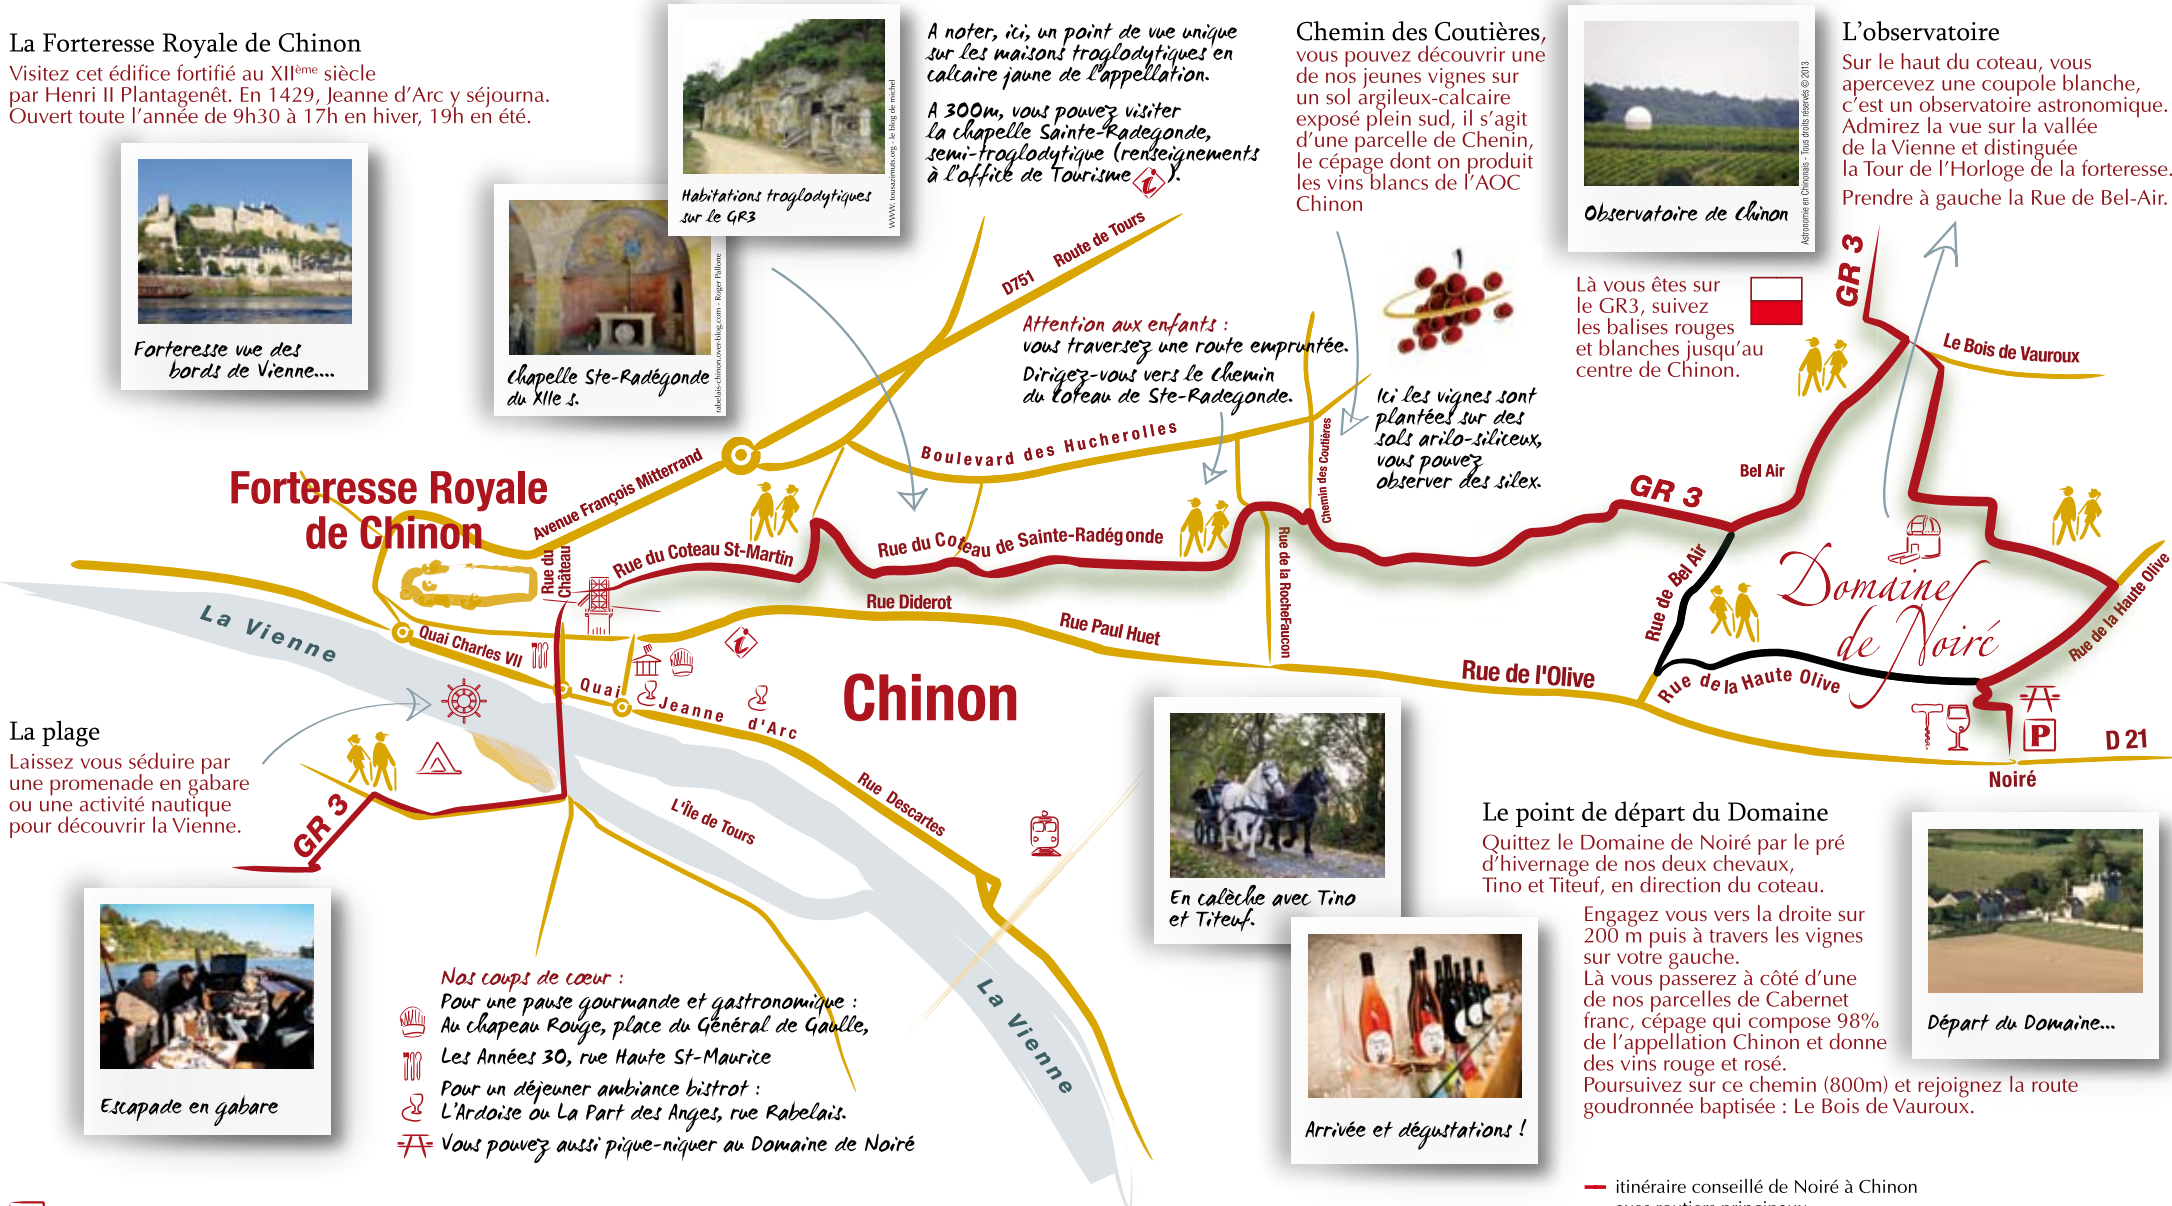 La Forteresse Royale de Chinon
Visitez cet édifice fortifié au XIIème siècle
par Henri II Plantagenêt. En 1429, Jeanne d'Arc y séjourna.
Ouvert toute l'année de 9h30 à 17h en hiver, 19h en été.
Forteresse vue des
bords de Vienne....
Chapelle Ste-Radégonde
du XIIe s.
rabelais-chinon.over-blog.com - Roger Pallone
Habitations troglodytiques
sur le GR3
WWW. tousazimuts.org - le blog de michel
A noter, ici, un point de vue unique
sur les maisons troglodytiques en
calcaire jaune de l'appellation.
A 300m, vous pouvez visiter
la chapelle Sainte-Radegonde,
semi-troglodytique (renseignements
à l'office de Tourisme i ).
Chemin des Coutières,
vous pouvez découvrir une
de nos jeunes vignes sur
un sol argileux-calcaire
exposé plein sud, il s'agit
d'une parcelle de Chenin,
le cépage dont on produit
les vins blancs de l'AOC
Chinon
Observatoire de Chinon
Astronomie en Chinonais - Tous droits réservés © 2013
L'observatoire
Sur le haut du coteau, vous
apercevez une coupole blanche,
c'est un observatoire astronomique.
Admirez la vue sur la vallée
de la Vienne et distinguée
la Tour de l'Horloge de la forteresse.
Prendre à gauche la Rue de Bel-Air.
Là vous êtes sur
le GR3, suivez
les balises rouges
et blanches jusqu'au
centre de Chinon.
GR 3
Le Bois de Vauroux
D751
Route de Tours
Attention aux enfants :
vous traversez une route empruntée.
Dirigez-vous vers le Chemin
du Coteau de Ste-Radegonde.
Ici les vignes sont
plantées sur des
sols arilo-siliceux,
vous pouvez
observer des silex.
Boulevard des Hucherolles
Chemin des Coutières
Avenue François Mitterrand
Forteresse Royale
de Chinon
Rue du
Château
Rue du Coteau St-Martin
Rue du Coteau de Sainte-Radégonde
Rue de la RocheFaucon
GR 3
Bel Air
Rue de Bel Air
Domaine
de Noiré
Rue de la Haute Olive
Rue de la Haute Olive
La Vienne
Quai Charles VII
Rue Diderot
i
Rue Paul Huet
Rue de l'Olive
Quai Jeanne d'Arc
Chinon
P
D 21
Noiré
La plage
Laissez vous séduire par
une promenade en gabare
ou une activité nautique
pour découvrir la Vienne.
GR 3
L'Île de Tours
Rue Descartes
La Vienne
Escapade en gabare
Nos coups de cœur :
Pour une pause gourmande et gastronomique :
Au chapeau Rouge, place du Général de Gaulle,
Les Années 30, rue Haute St-Maurice
Pour un déjeuner ambiance bistrot :
L'Ardoise ou La Part des Anges, rue Rabelais.
Vous pouvez aussi pique-niquer au Domaine de Noiré
En calèche avec Tino
et Titeuf.
Arrivée et dégustations !
Le point de départ du Domaine
Quittez le Domaine de Noiré par le pré
d'hivernage de nos deux chevaux,
Tino et Titeuf, en direction du coteau.
Engagez vous vers la droite sur
200 m puis à travers les vignes
sur votre gauche.
Là vous passerez à côté d'une
de nos parcelles de Cabernet
franc, cépage qui compose 98%
de l'appellation Chinon et donne
des vins rouge et rosé.
Poursuivez sur ce chemin (800m) et rejoignez la route
goudronnée baptisée : Le Bois de Vauroux.
Départ du Domaine...
itinéraire conseillé de Noiré à Chinon